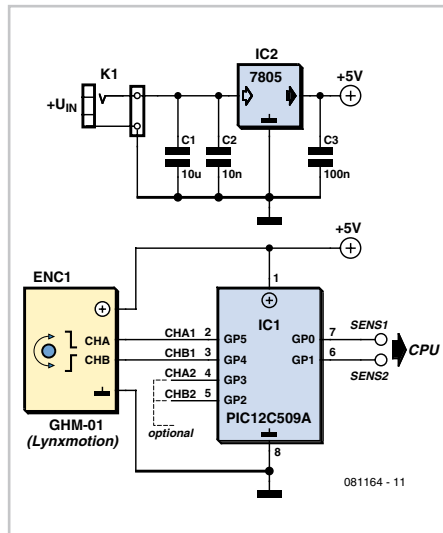 K1
IC2
7805
+5V
+UIN
C1
10u
C2
10n
C3
100n
+5V
ENC1
1
IC1
CHA
CHA1
2
GP5
GP0
7
SENS1
CHB
CHB1
3
GP4
GP1
6
CPU
SENS2
CHA2
4
GP3
CHB2
5
GP2
optional
PIC12C509A
GHM-01
(Lynxmotion)
8
081164 - 11